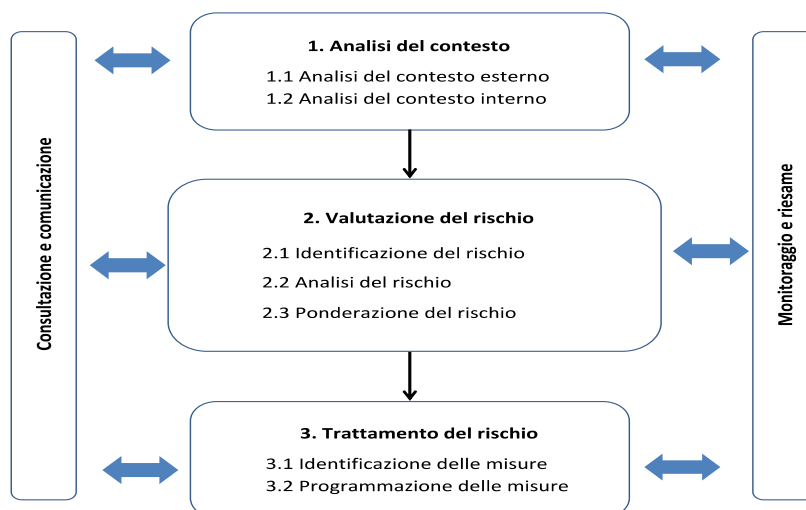 Consultazione e comunicazione
1. Analisi del contesto
1.1 Analisi del contesto esterno
1.2 Analisi del contesto interno
2. Valutazione del rischio
2.1 Identificazione del rischio
2.2 Analisi del rischio
2.3 Ponderazione del rischio
3. Trattamento del rischio
3.1 Identificazione delle misure
3.2 Programmazione delle misure
Monitoraggio e riesame